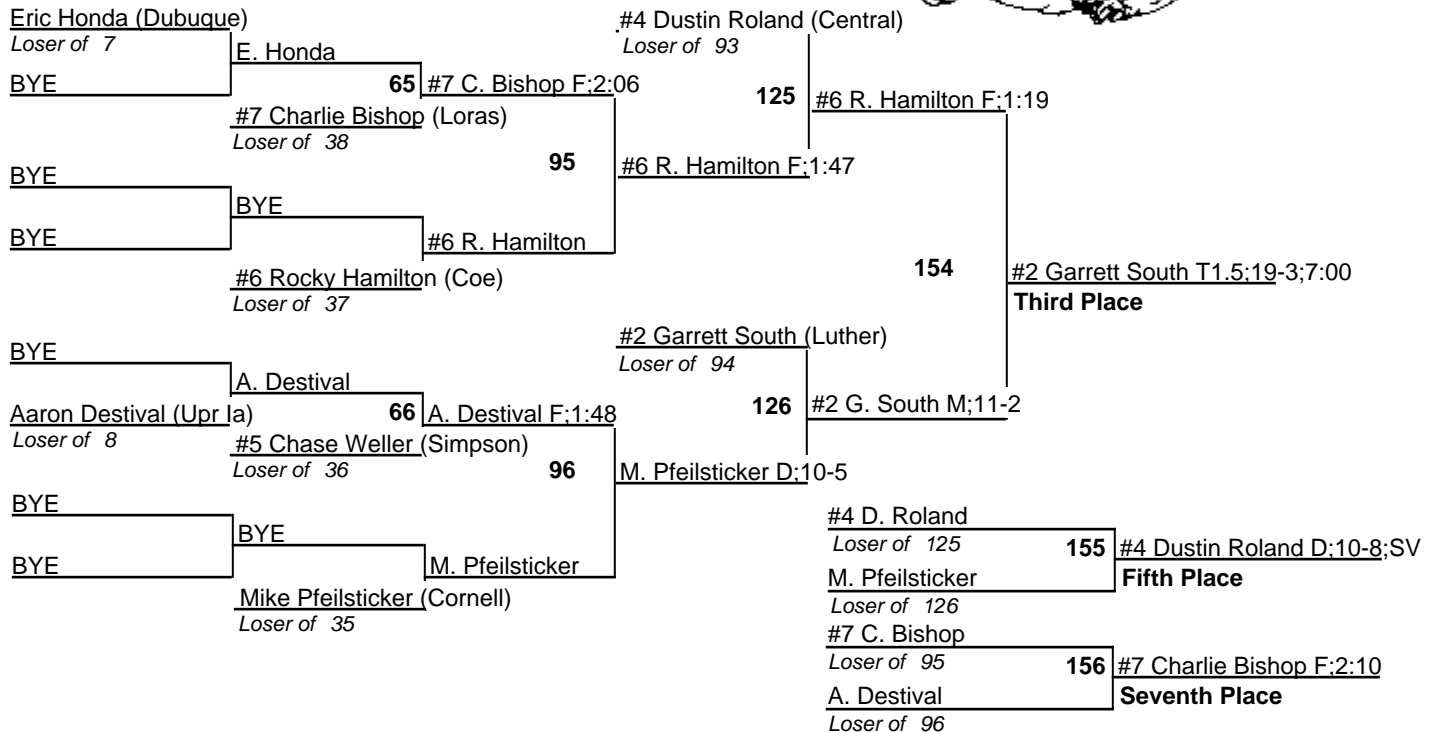 Eric Honda (Dubuque)
Loser of 7
E. Honda
BYE
65
#7 C. Bishop F;2:06
#7 Charlie Bishop (Loras)
Loser of 38
95
BYE
BYE
BYE
#6 R. Hamilton
#6 Rocky Hamilton (Coe)
Loser of 37
#4 Dustin Roland (Central)
Loser of 93
125
#6 R. Hamilton F;1:19
#6 R. Hamilton F;1:47
154
#2 Garrett South T1.5;19-3;7:00
Third Place
BYE
A. Destival
Aaron Destival (Upr Ia)
Loser of 8
66
A. Destival F;1:48
#5 Chase Weller (Simpson)
Loser of 36
96
BYE
BYE
BYE
M. Pfeilsticker
Mike Pfeilsticker (Cornell)
Loser of 35
#2 Garrett South (Luther)
Loser of 94
126
#2 G. South M;11-2
M. Pfeilsticker D;10-5
#4 D. Roland
Loser of 125
155
#4 Dustin Roland D;10-8;SV
Fifth Place
M. Pfeilsticker
Loser of 126
#7 C. Bishop
Loser of 95
156
#7 Charlie Bishop F;2:10
Seventh Place
A. Destival
Loser of 96